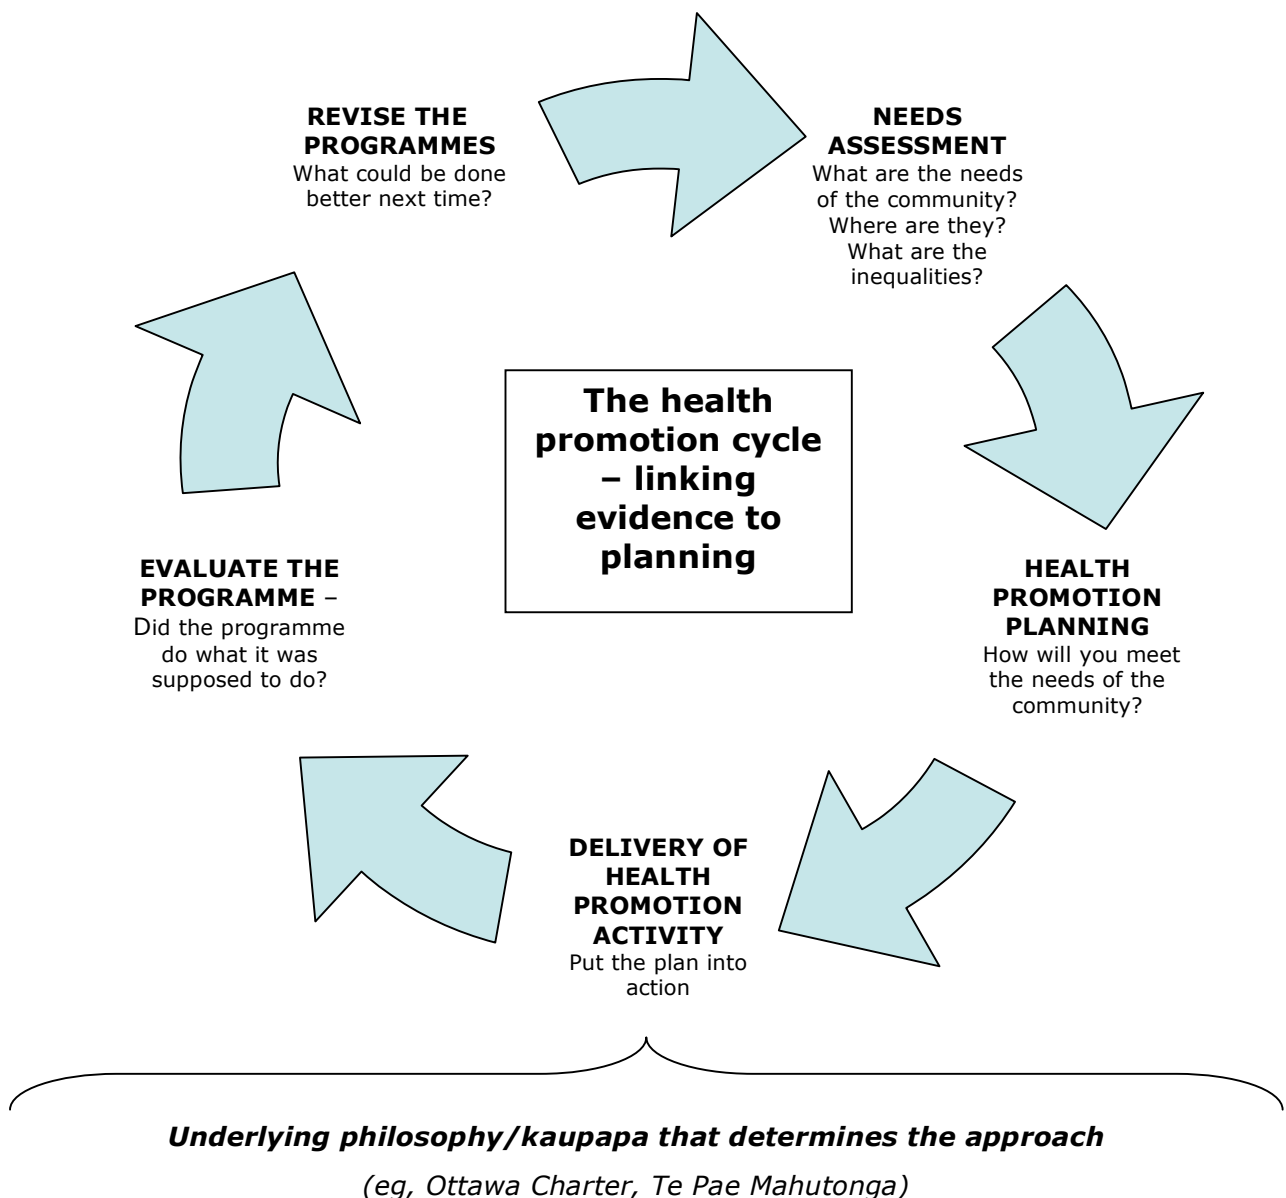 REVISE THE
PROGRAMMES
What could be done
better next time?
NEEDS
ASSESSMENT
What are the needs
of the community?
Where are they?
What are the
inequalities?
The health
promotion cycle
– linking
evidence to
planning
EVALUATE THE
PROGRAMME –
Did the programme
do what it was
supposed to do?
HEALTH
PROMOTION
PLANNING
How will you meet
the needs of the
community?
DELIVERY OF
HEALTH
PROMOTION
ACTIVITY
Put the plan into
action
Underlying philosophy/kaupapa that determines the approach
(eg, Ottawa Charter, Te Pae Mahutonga)